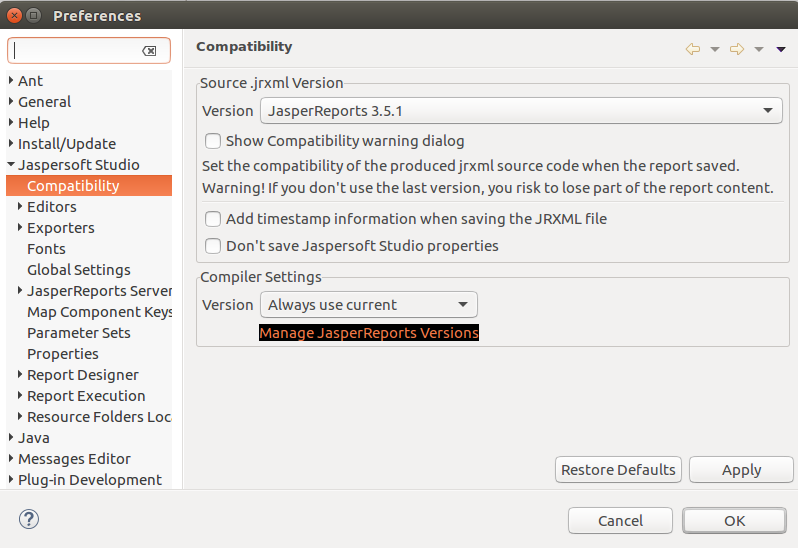 Preferences
Ant
General
Help
Install/Update
Jaspersoft Studio
Compatibility
Editors
Exporters
Fonts
Global Settings
JasperReports Server
Map Component Keys
Parameter Sets
Properties
Report Designer
Report Execution
Resource Folders Loc
Java
Messages Editor
Plug-in Development
Compatibility
Source .jrxml Version
Version JasperReports 3.5.1
Show Compatibility warning dialog
Set the compatibility of the produced jrxml source code when the report saved.
Warning! If you don't use the last version, you risk to lose part of the report content.
Add timestamp information when saving the JRXML file
Don't save Jaspersoft Studio properties
Compiler Settings
Version Always use current
Manage JasperReports Versions
Restore Defaults Apply
? Cancel OK